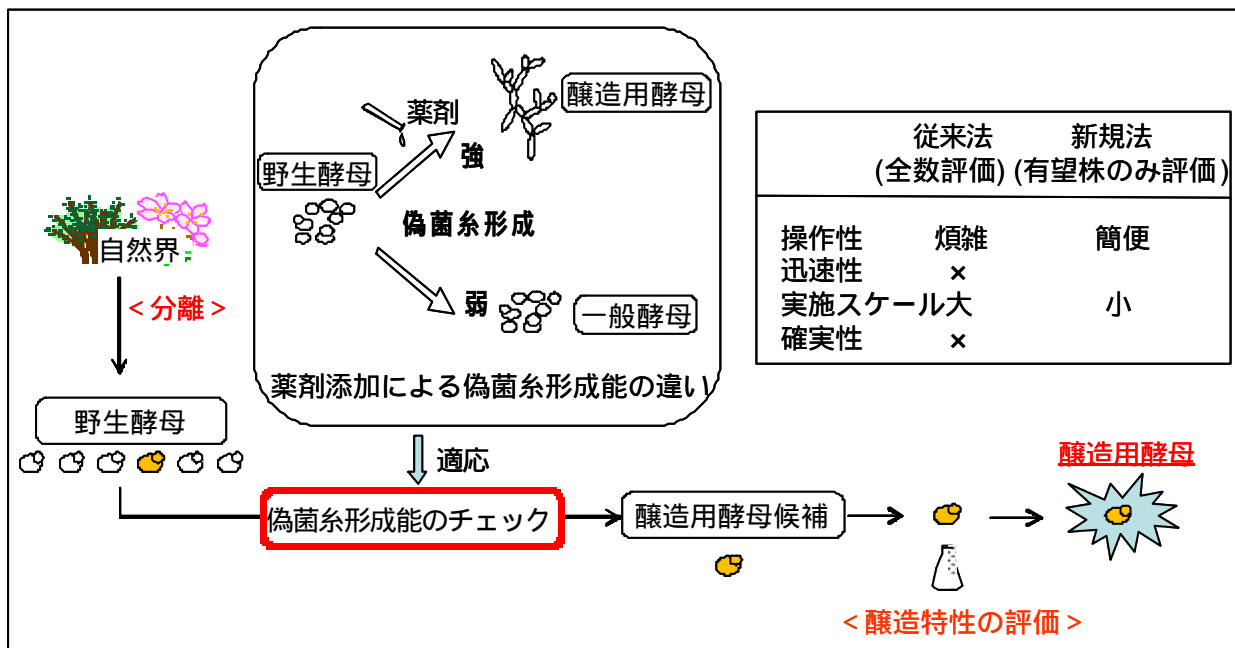 薬剤
醸造用酵母
強
野生酵母
偽菌糸形成
弱
一般酵母
薬剤添加による偽菌糸形成能の違い
従来法 新規法
(全数評価) (有望株のみ評価)
操作性 煩雑 簡便
迅速性 ×
実施スケール大 小
確実性 ×
自然界
<分離>
野生酵母
適応
偽菌糸形成能のチェック
醸造用酵母候補
醸造用酵母
<醸造特性の評価>